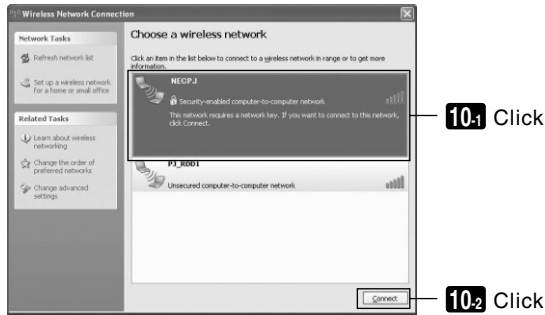 Wireless Network Connection
Network Tasks
Refresh network list
Set up a wireless network
for a home or small office
Related Tasks
Learn about wireless
networking
Change the order of
preferred networks
Change advanced
settings
Choose a wireless network
Click an item in the list below to connect to a wireless network in range or to get more
information.
NECPJ
Security-enabled computer-to-computer network
This network requires a network key. If you want to connect to this network,
click Connect.
PJ_RDD1
Unsecured computer-to-computer network
Connect
10-1 Click
10-2 Click